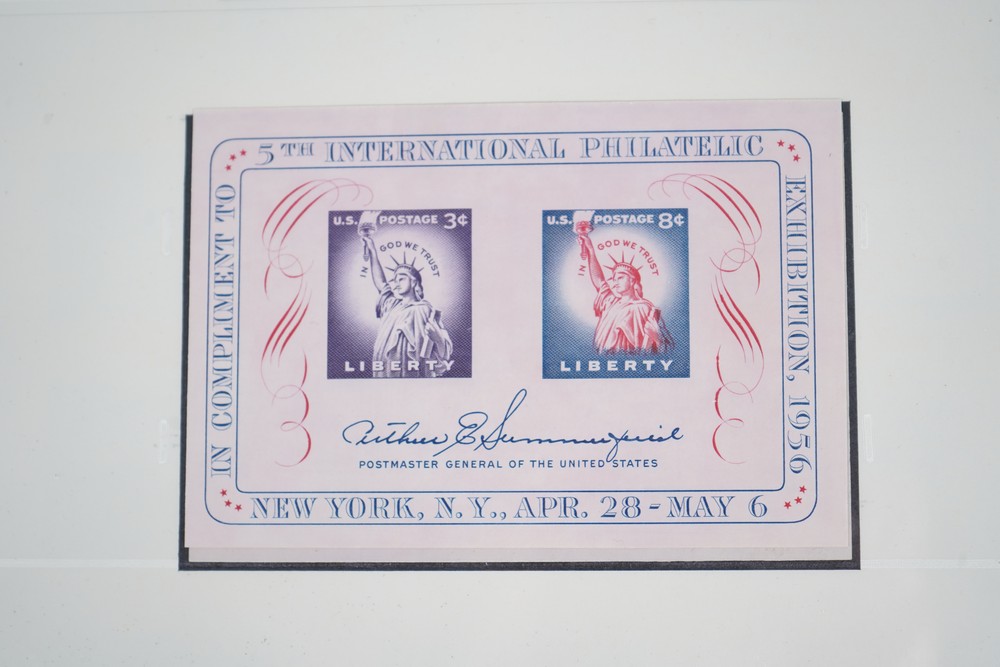 IN COMPLIMENT TO
5TH INTERNATIONAL PHILATELIC
EXHIBITION, 1956
U.S. POSTAGE 3¢
IN GOD WE TRUST
LIBERTY
U.S. POSTAGE 8¢
IN GOD WE TRUST
LIBERTY
Arthur E Summerfield
POSTMASTER GENERAL OF THE UNITED STATES
NEW YORK, N.Y., APR. 28 - MAY 6